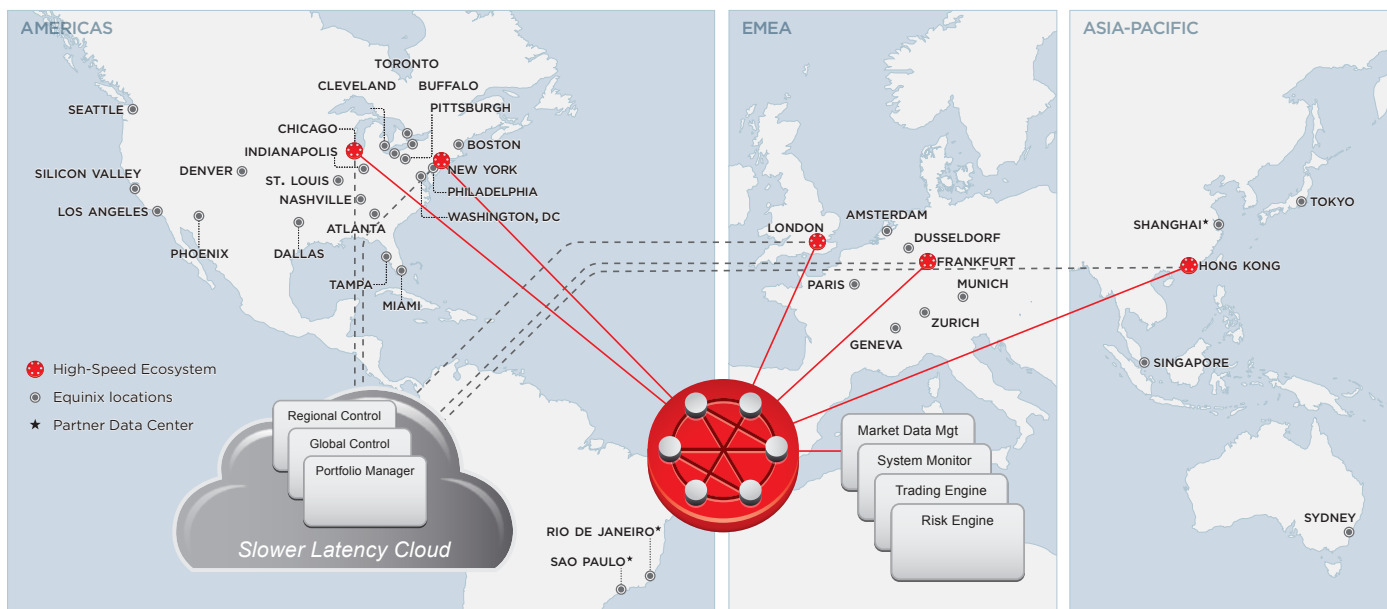 AMERICAS
TORONTO
CLEVELAND
BUFFALO
PITTSBURGH
SEATTLE
CHICAGO
BOSTON
INDIANAPOLIS
NEW YORK
SILICON VALLEY
DENVER
ST. LOUIS
PHILADELPHIA
NASHVILLE
LOS ANGELES
WASHINGTON, DC
ATLANTA
PHOENIX
DALLAS
TAMPA
MIAMI
High-Speed Ecosystem
Equinix locations
★ Partner Data Center
Regional Control
Global Control
Portfolio Manager
Slower Latency Cloud
RIO DE JANEIRO★
SAO PAULO★
EMEA
AMSTERDAM
LONDON
DUSSELDORF
FRANKFURT
PARIS
MUNICH
ZURICH
GENEVA
Market Data Mgt
System Monitor
Trading Engine
Risk Engine
ASIA-PACIFIC
TOKYO
SHANGHAI★
HONG KONG
SINGAPORE
SYDNEY